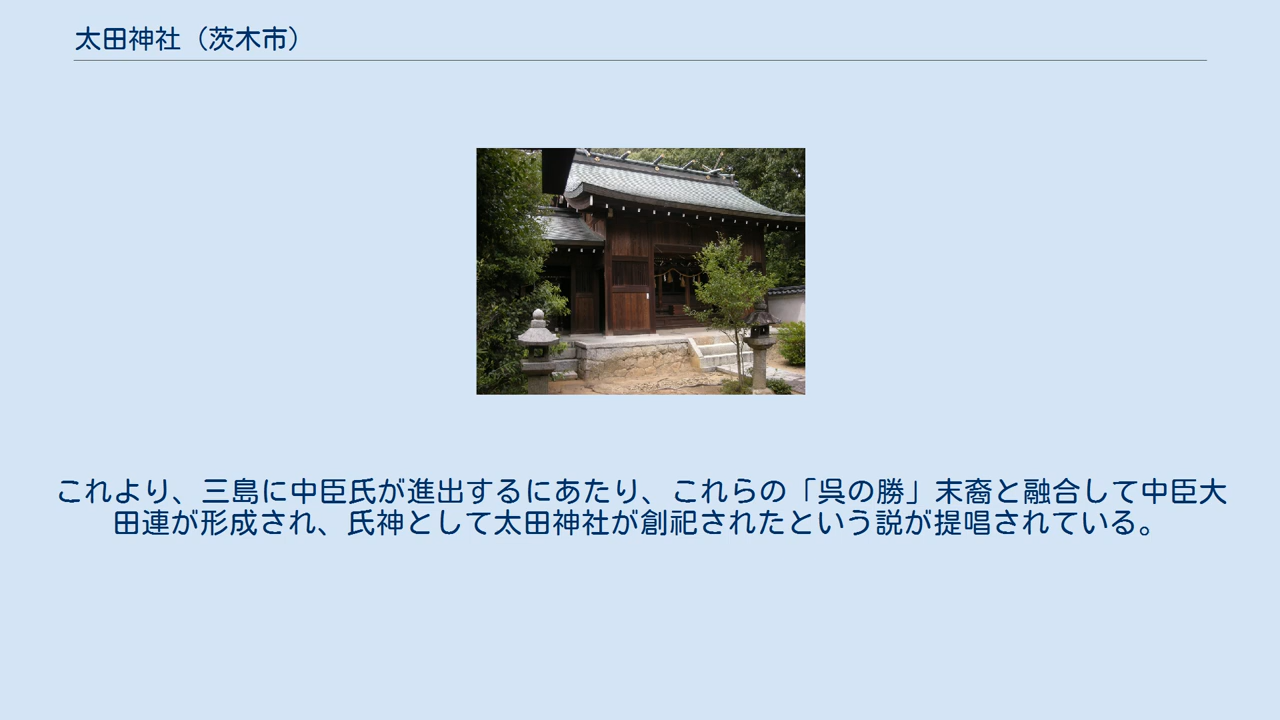 太田神社（茨木市）
これより、三島に中臣氏が進出するにあたり、これらの「呉の勝」末裔と融合して中臣大
田連が形成され、氏神として太田神社が創祀されたという説が提唱されている。